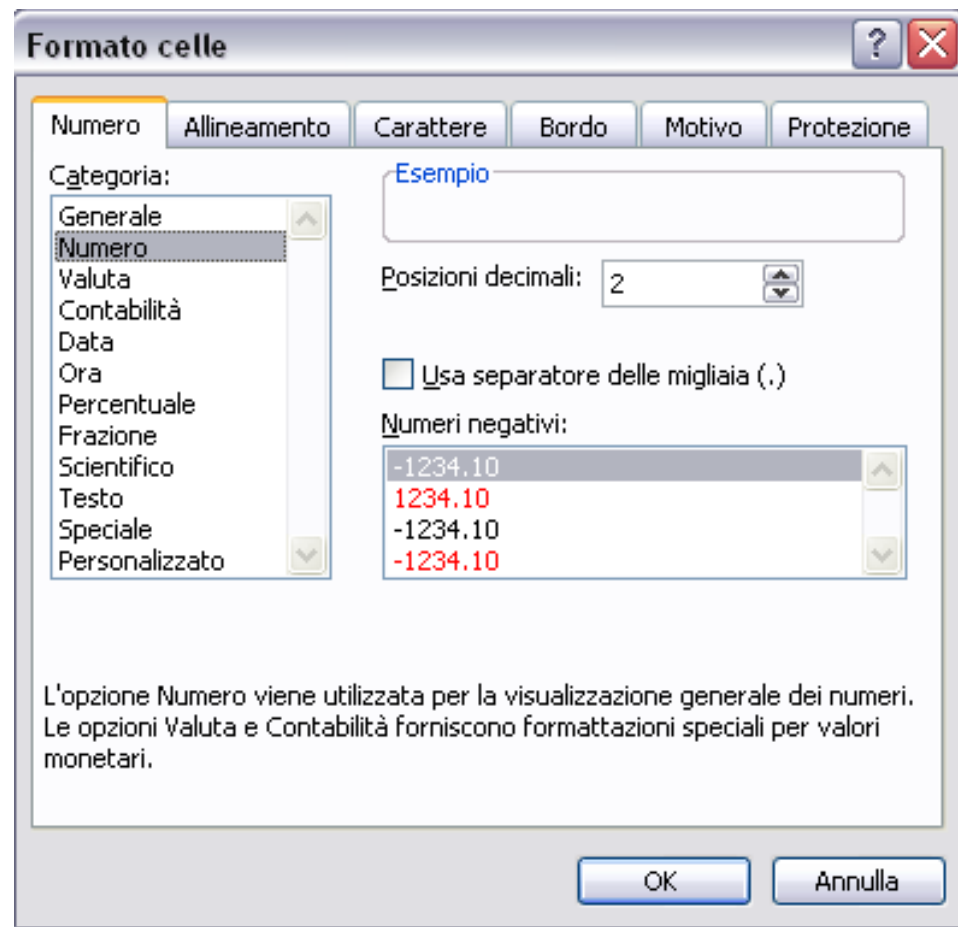 Formato celle
?
Numero Allineamento Carattere Bordo Motivo Protezione
Categoria:
Generale
Numero
Valuta
Contabilità
Data
Ora
Percentuale
Frazione
Scientifico
Testo
Speciale
Personalizzato
Esempio
Posizioni decimali: 2
Usa separatore delle migliaia (.)
Numeri negativi:
-1234.10
1234.10
-1234.10
-1234.10
L'opzione Numero viene utilizzata per la visualizzazione generale dei numeri.
Le opzioni Valuta e Contabilità forniscono formattazioni speciali per valori
monetari.
OK Annulla